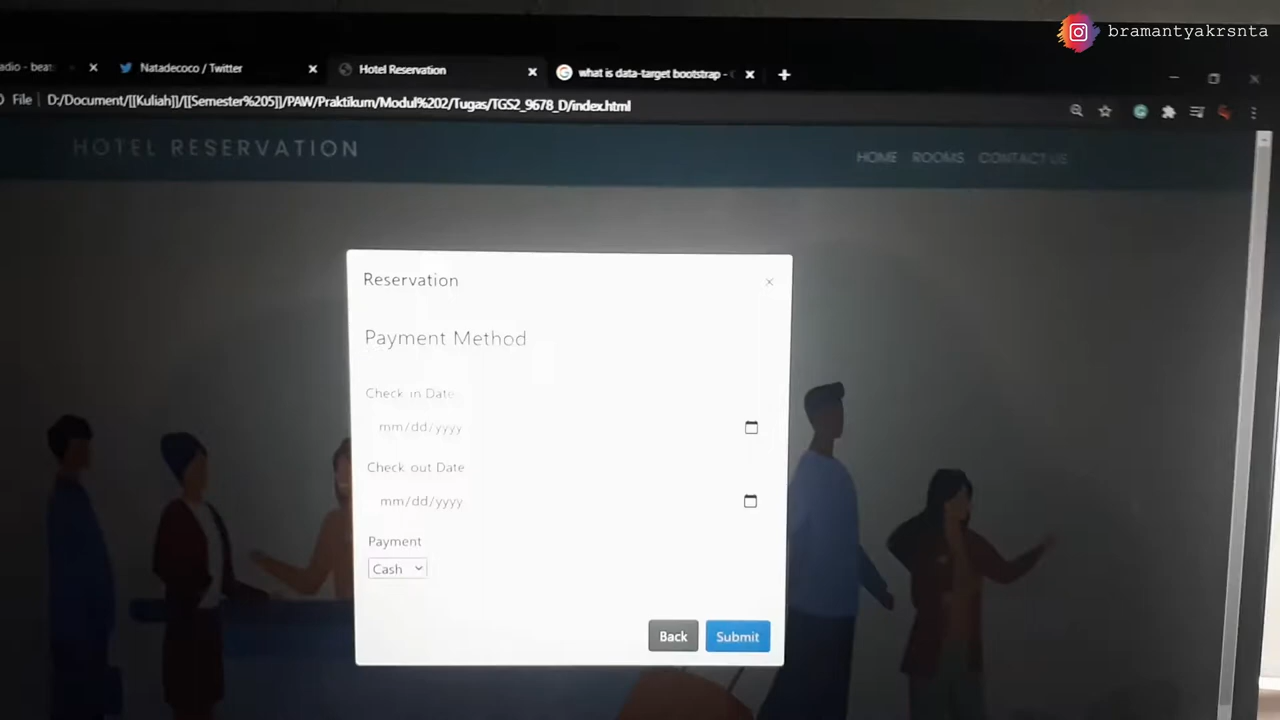 bramantyakrsnta
Natadecoco / Twitter
Hotel Reservation
what is data-target bootstrap -
File
D:/Document/[[Kuliah]]/[[Semester%205]]/PAW/Praktikum/Modul%202/Tugas/TGS2_9678_D/index.html
HOTEL RESERVATION
HOME ROOMS CONTACT US
Reservation
×
Payment Method
Check in Date
mm/dd/yyyy
Check out Date
mm/dd/yyyy
Payment
Cash
Back
Submit